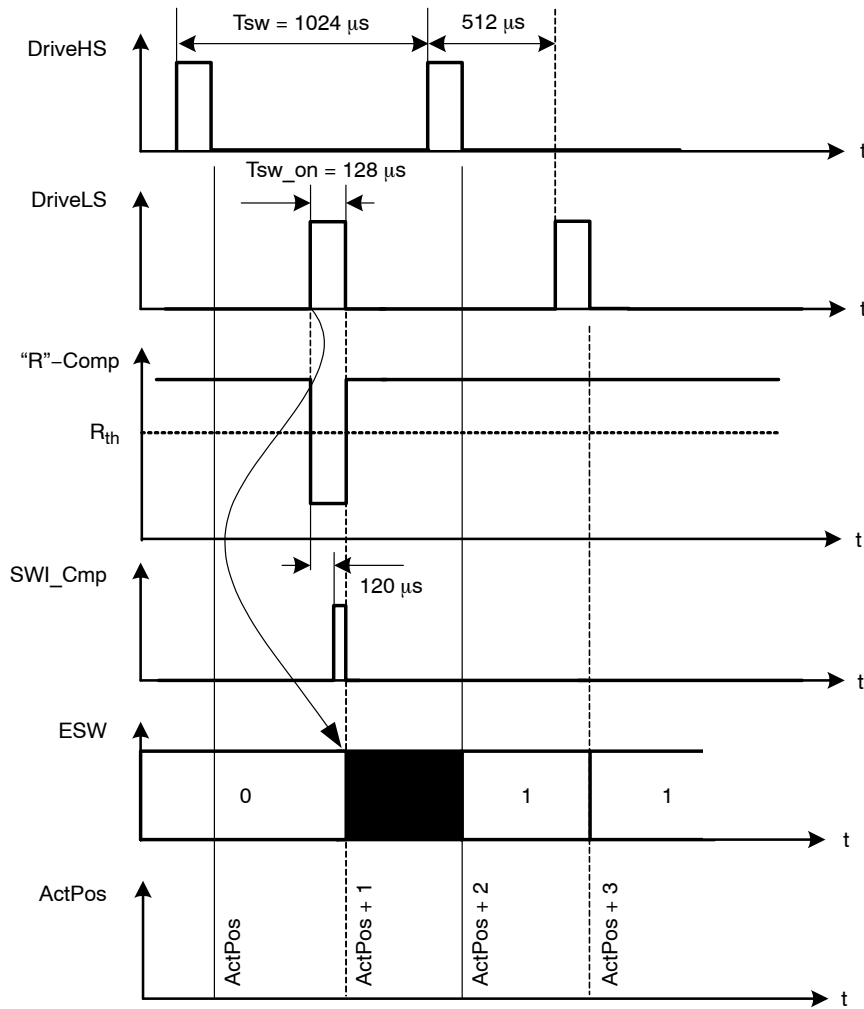 Tsw = 1024 μs
512 μs
DriveHS
t
Tsw_on = 128 μs
DriveLS
t
“R”−Comp
Rth
t
SWI_Cmp
120 μs
t
ESW
0
1
1
t
ActPos
ActPos
ActPos + 1
ActPos + 2
ActPos + 3
t